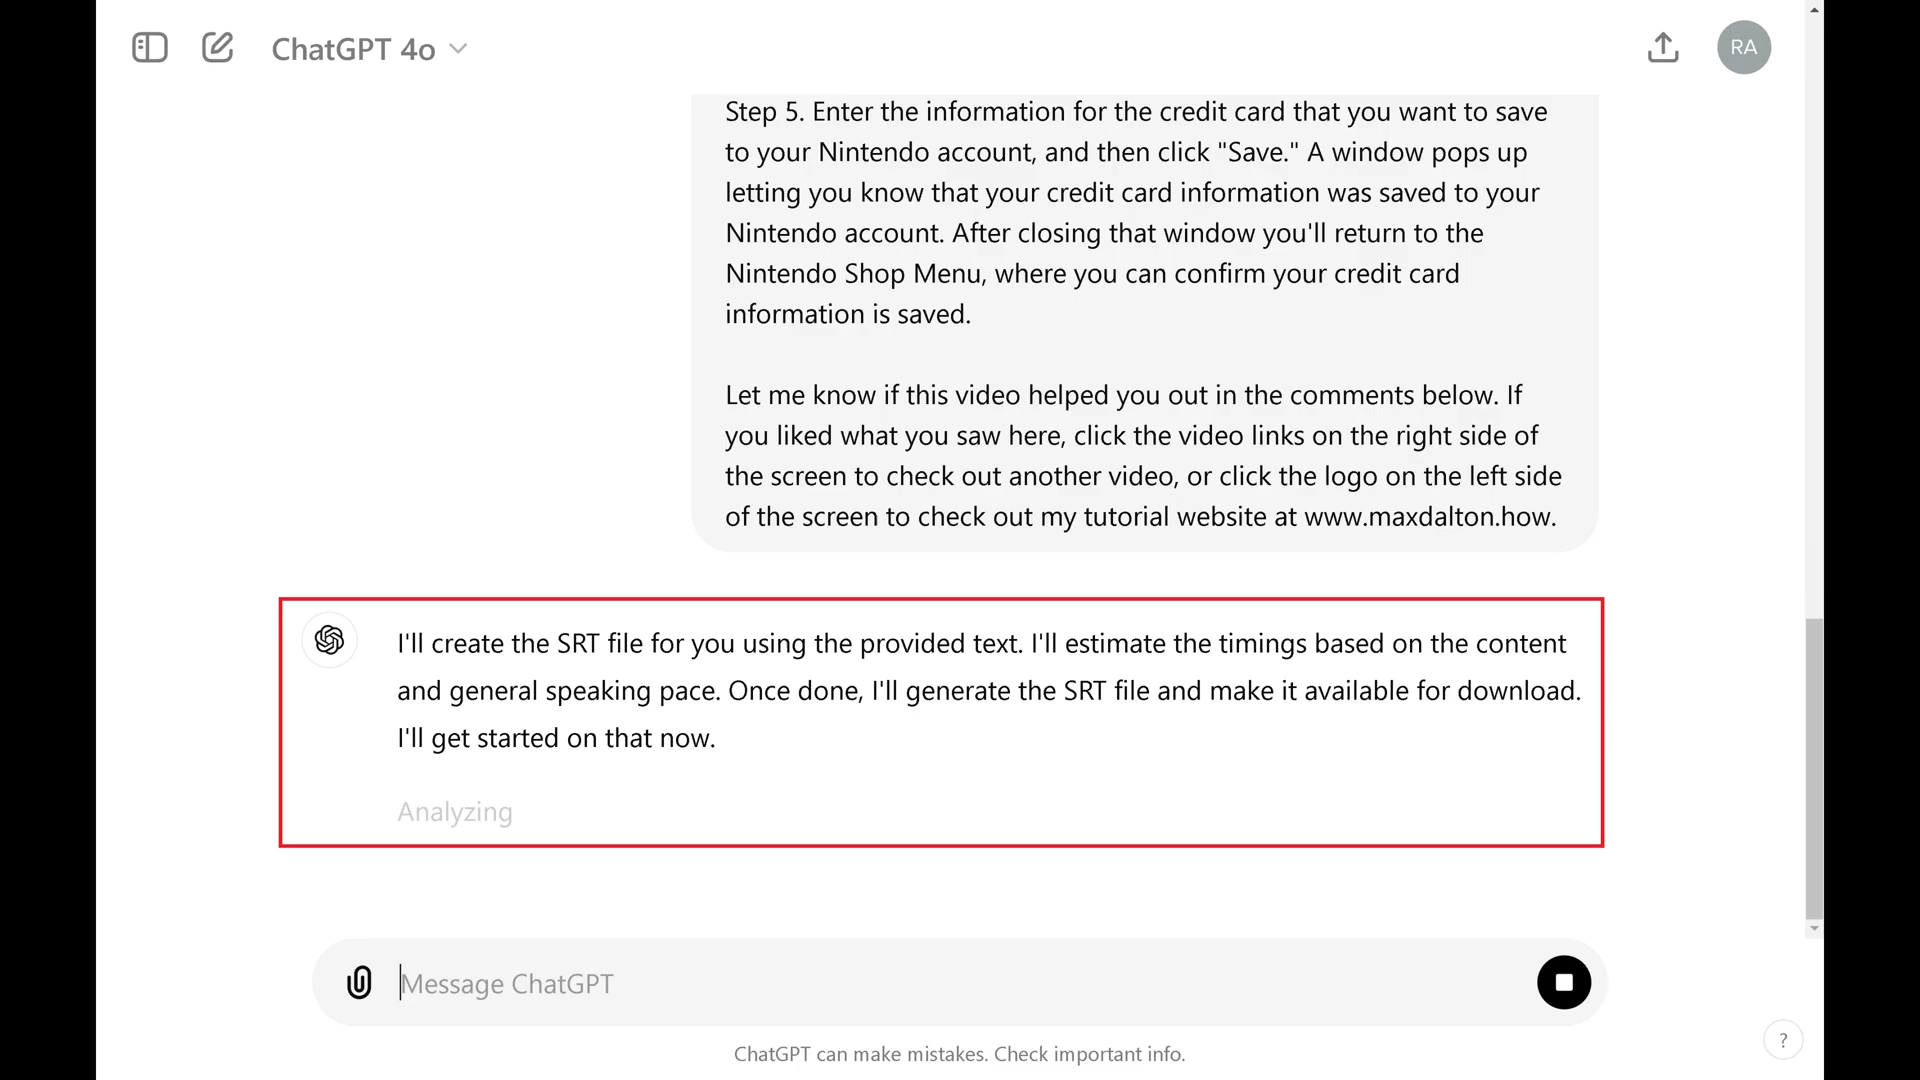 ChatGPT 4o
RA
Step 5. Enter the information for the credit card that you want to save
to your Nintendo account, and then click "Save." A window pops up
letting you know that your credit card information was saved to your
Nintendo account. After closing that window you'll return to the
Nintendo Shop Menu, where you can confirm your credit card
information is saved.
Let me know if this video helped you out in the comments below. If
you liked what you saw here, click the video links on the right side of
the screen to check out another video, or click the logo on the left side
of the screen to check out my tutorial website at www.maxdalton.how.
I'll create the SRT file for you using the provided text. I'll estimate the timings based on the content
and general speaking pace. Once done, I'll generate the SRT file and make it available for download.
I'll get started on that now.
Analyzing
Message ChatGPT
ChatGPT can make mistakes. Check important info.
?